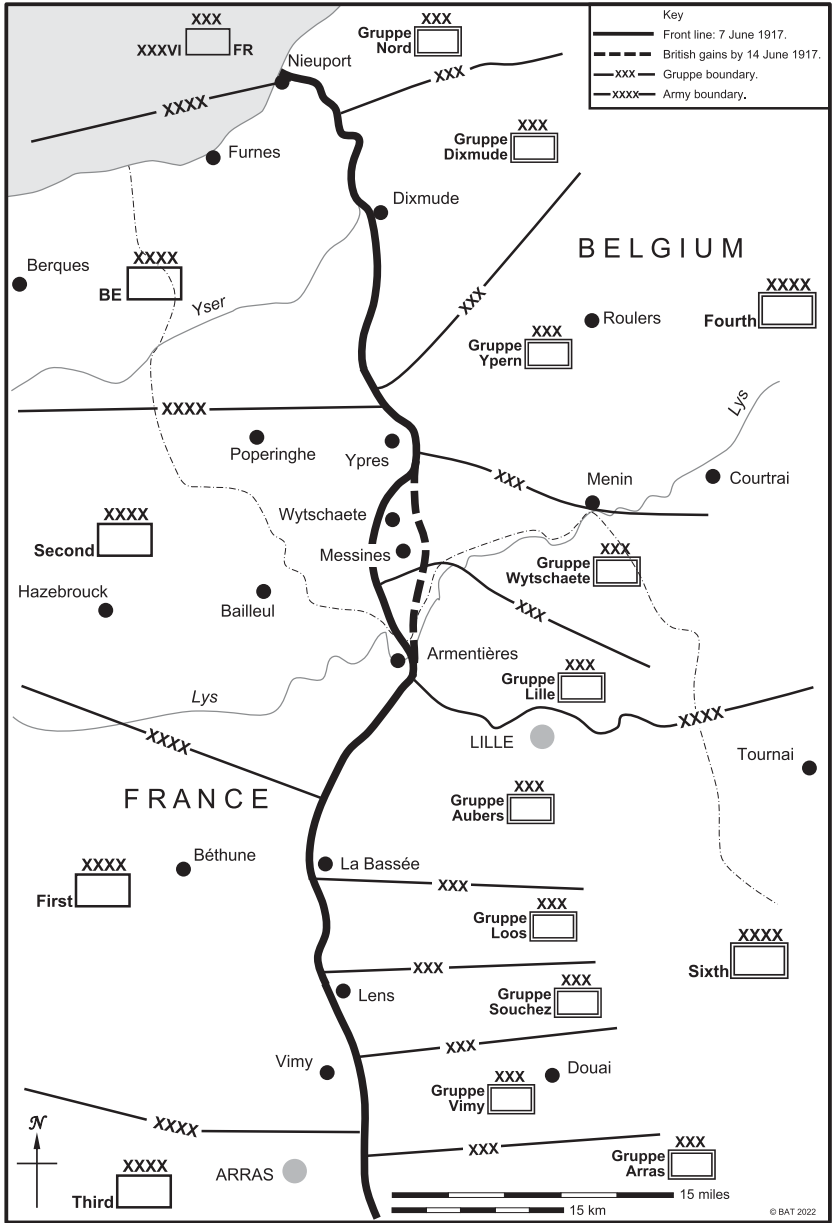 XXX
XXXVI FR
XXX
Gruppe
Nord
Key
Front line: 7 June 1917.
British gains by 14 June 1917.
XXX Gruppe boundary.
XXXX Army boundary.
Nieuport
XXX
XXXX
XXX
Gruppe
Dixmude
Furnes
Dixmude
BELGIUM
Berques
XXXX
BE
Yser
XXX
XXXX
Fourth
Roulers
XXX
Gruppe
Ypern
Lys
XXXX
Poperinghe
Ypres
XXX
Menin
Courtrai
Wytschaete
XXXX
Second
Messines
XXX
Gruppe
Wytschaete
Hazebrouck
Bailleul
XXX
Armentières
XXX
Gruppe
Lille
Lys
XXXX
XXXX
LILLE
Tournai
FRANCE
XXX
Gruppe
Aubers
Béthune
La Bassée
XXXX
First
XXX
XXX
Gruppe
Loos
XXXX
Sixth
XXX
XXX
Gruppe
Souchez
Lens
XXX
Vimy
Douai
XXX
Gruppe
Vimy
N
XXXX
XXX
XXX
Gruppe
Arras
XXXX
Third
ARRAS
15 miles
15 km
© BAT 2022